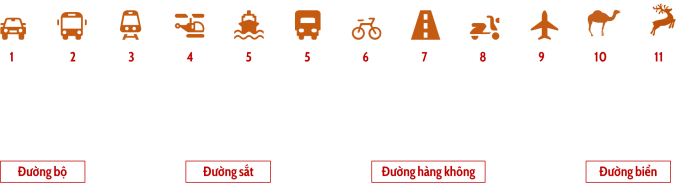 1 2 3 4 5 5 6 7 8 9 10 11
Đường bộ Đường sắt Đường hàng không Đường biển